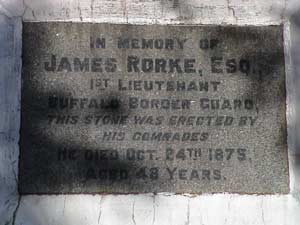 IN MEMORY OF
JAMES RORKE, ESQ.,
1ST LIEUTENANT
BUFFALO BORDER GUARD,
THIS STONE WAS ERECTED BY
HIS COMRADES
HE DIED OCT. 24TH 1875,
AGED 48 YEARS.